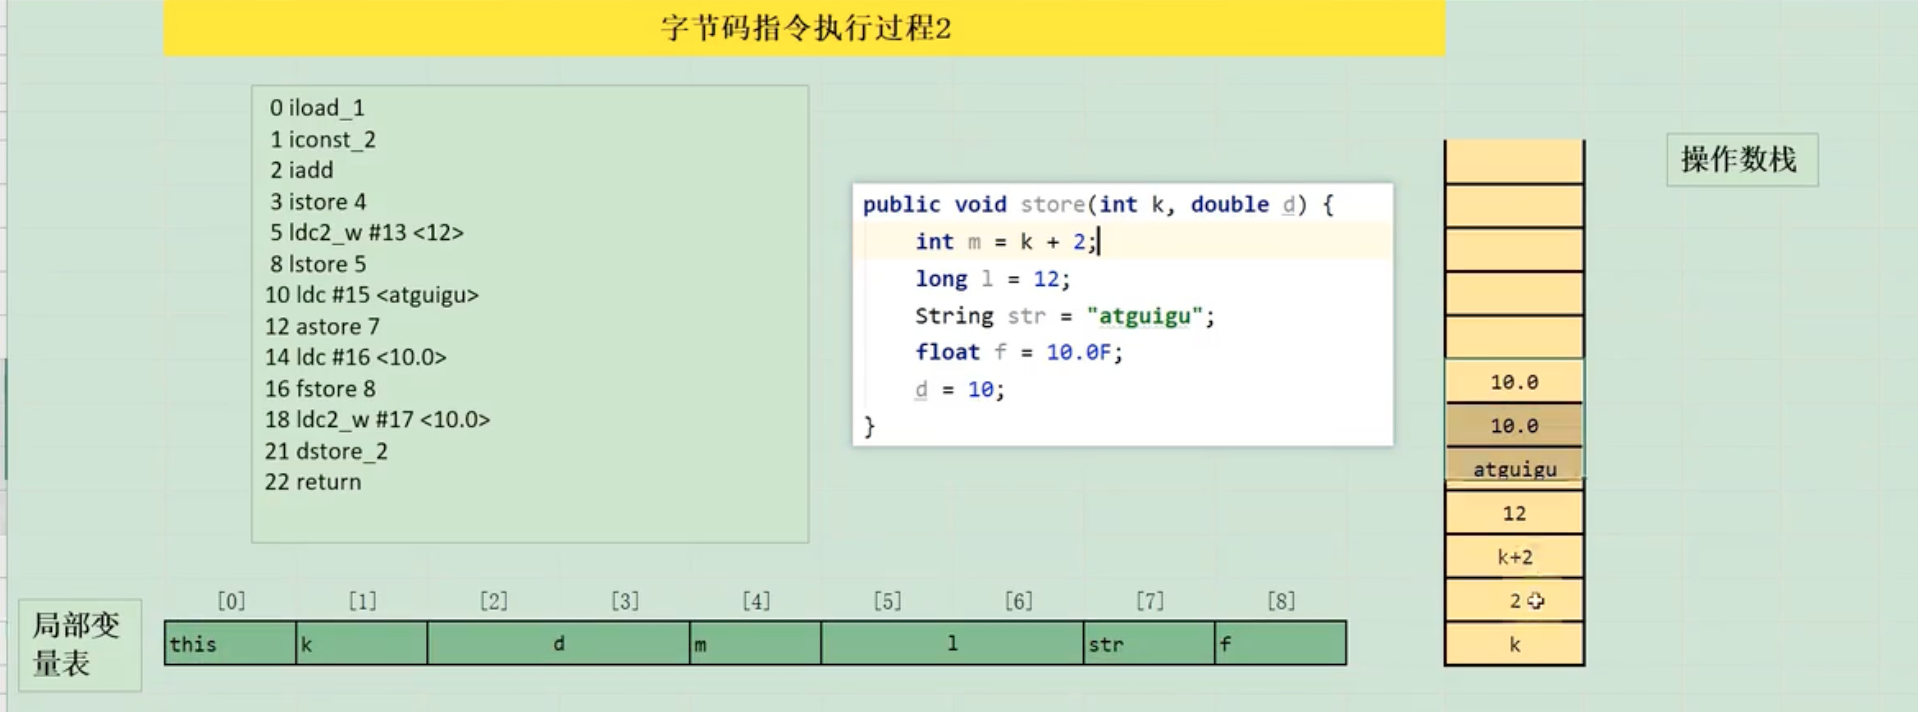 字节码指令执行过程2
0 iload_1
1 iconst_2
2 iadd
3 istore 4
5 ldc2_w #13 <12>
8 lstore 5
10 ldc #15 <atguigu>
12 astore 7
14 ldc #16 <10.0>
16 fstore 8
18 ldc2_w #17 <10.0>
21 dstore_2
22 return
public void store(int k, double d) {
int m = k + 2;
long l = 12;
String str = "atguigu";
float f = 10.0F;
d = 10;
}
操作数栈
10.0
10.0
atguigu
12
k+2
2
k
局部变
量表
[0] [1] [2] [3] [4] [5] [6] [7] [8]
this k d m l str f